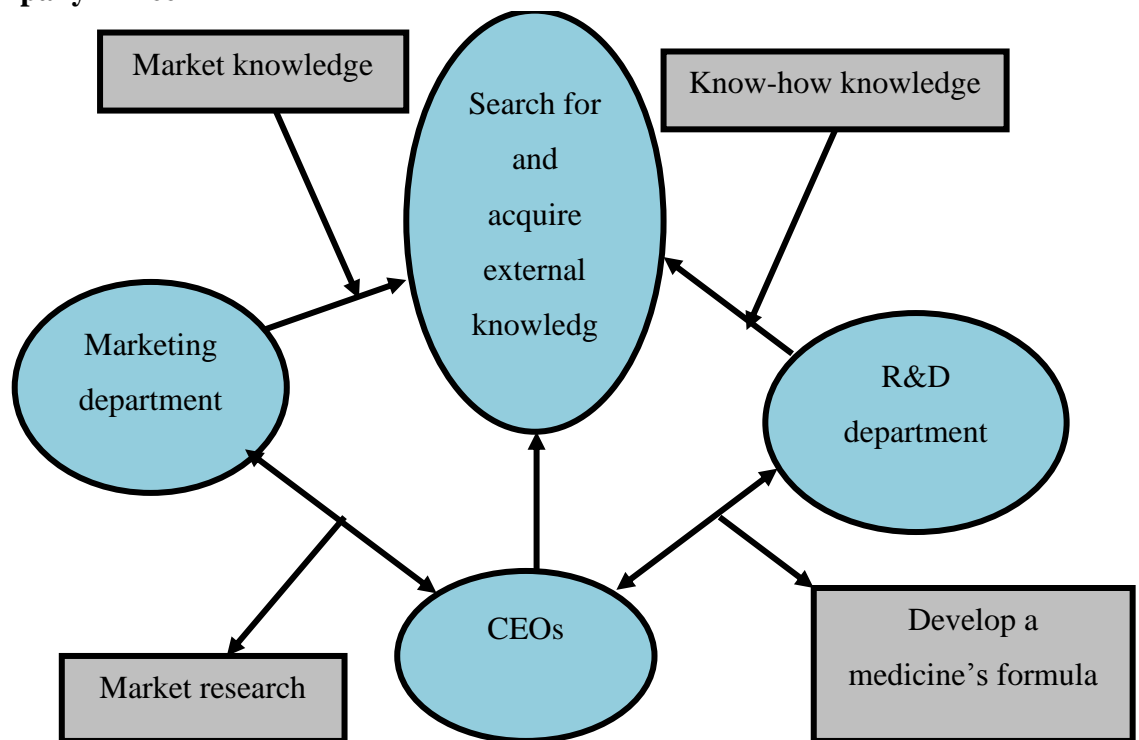 Market knowledge
Search for
and
acquire
external
knowledg
Know-how knowledge
Marketing
department
R&D
department
CEOs
Market research
Develop a
medicine’s formula